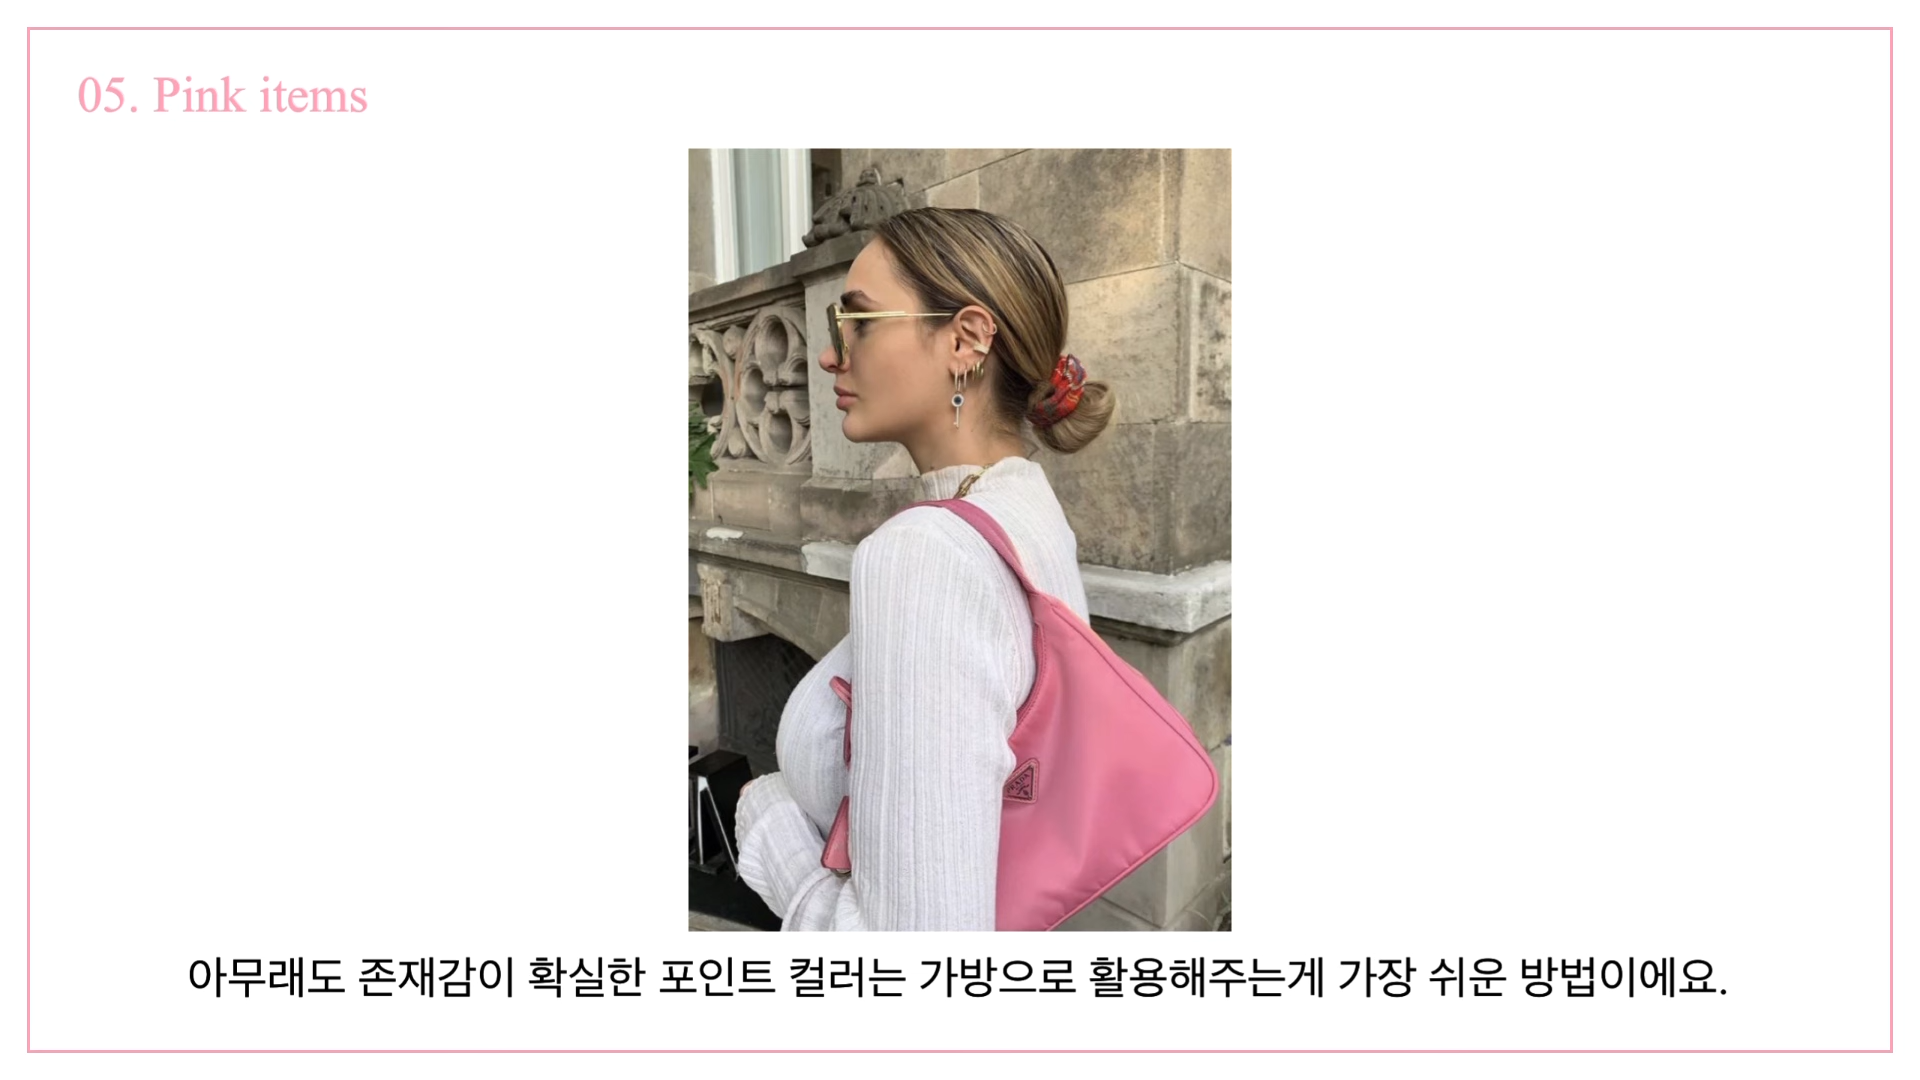 05. Pink items
PRADA
아무래도 존재감이 확실한 포인트 컬러는 가방으로 활용해주는게 가장 쉬운 방법이에요.